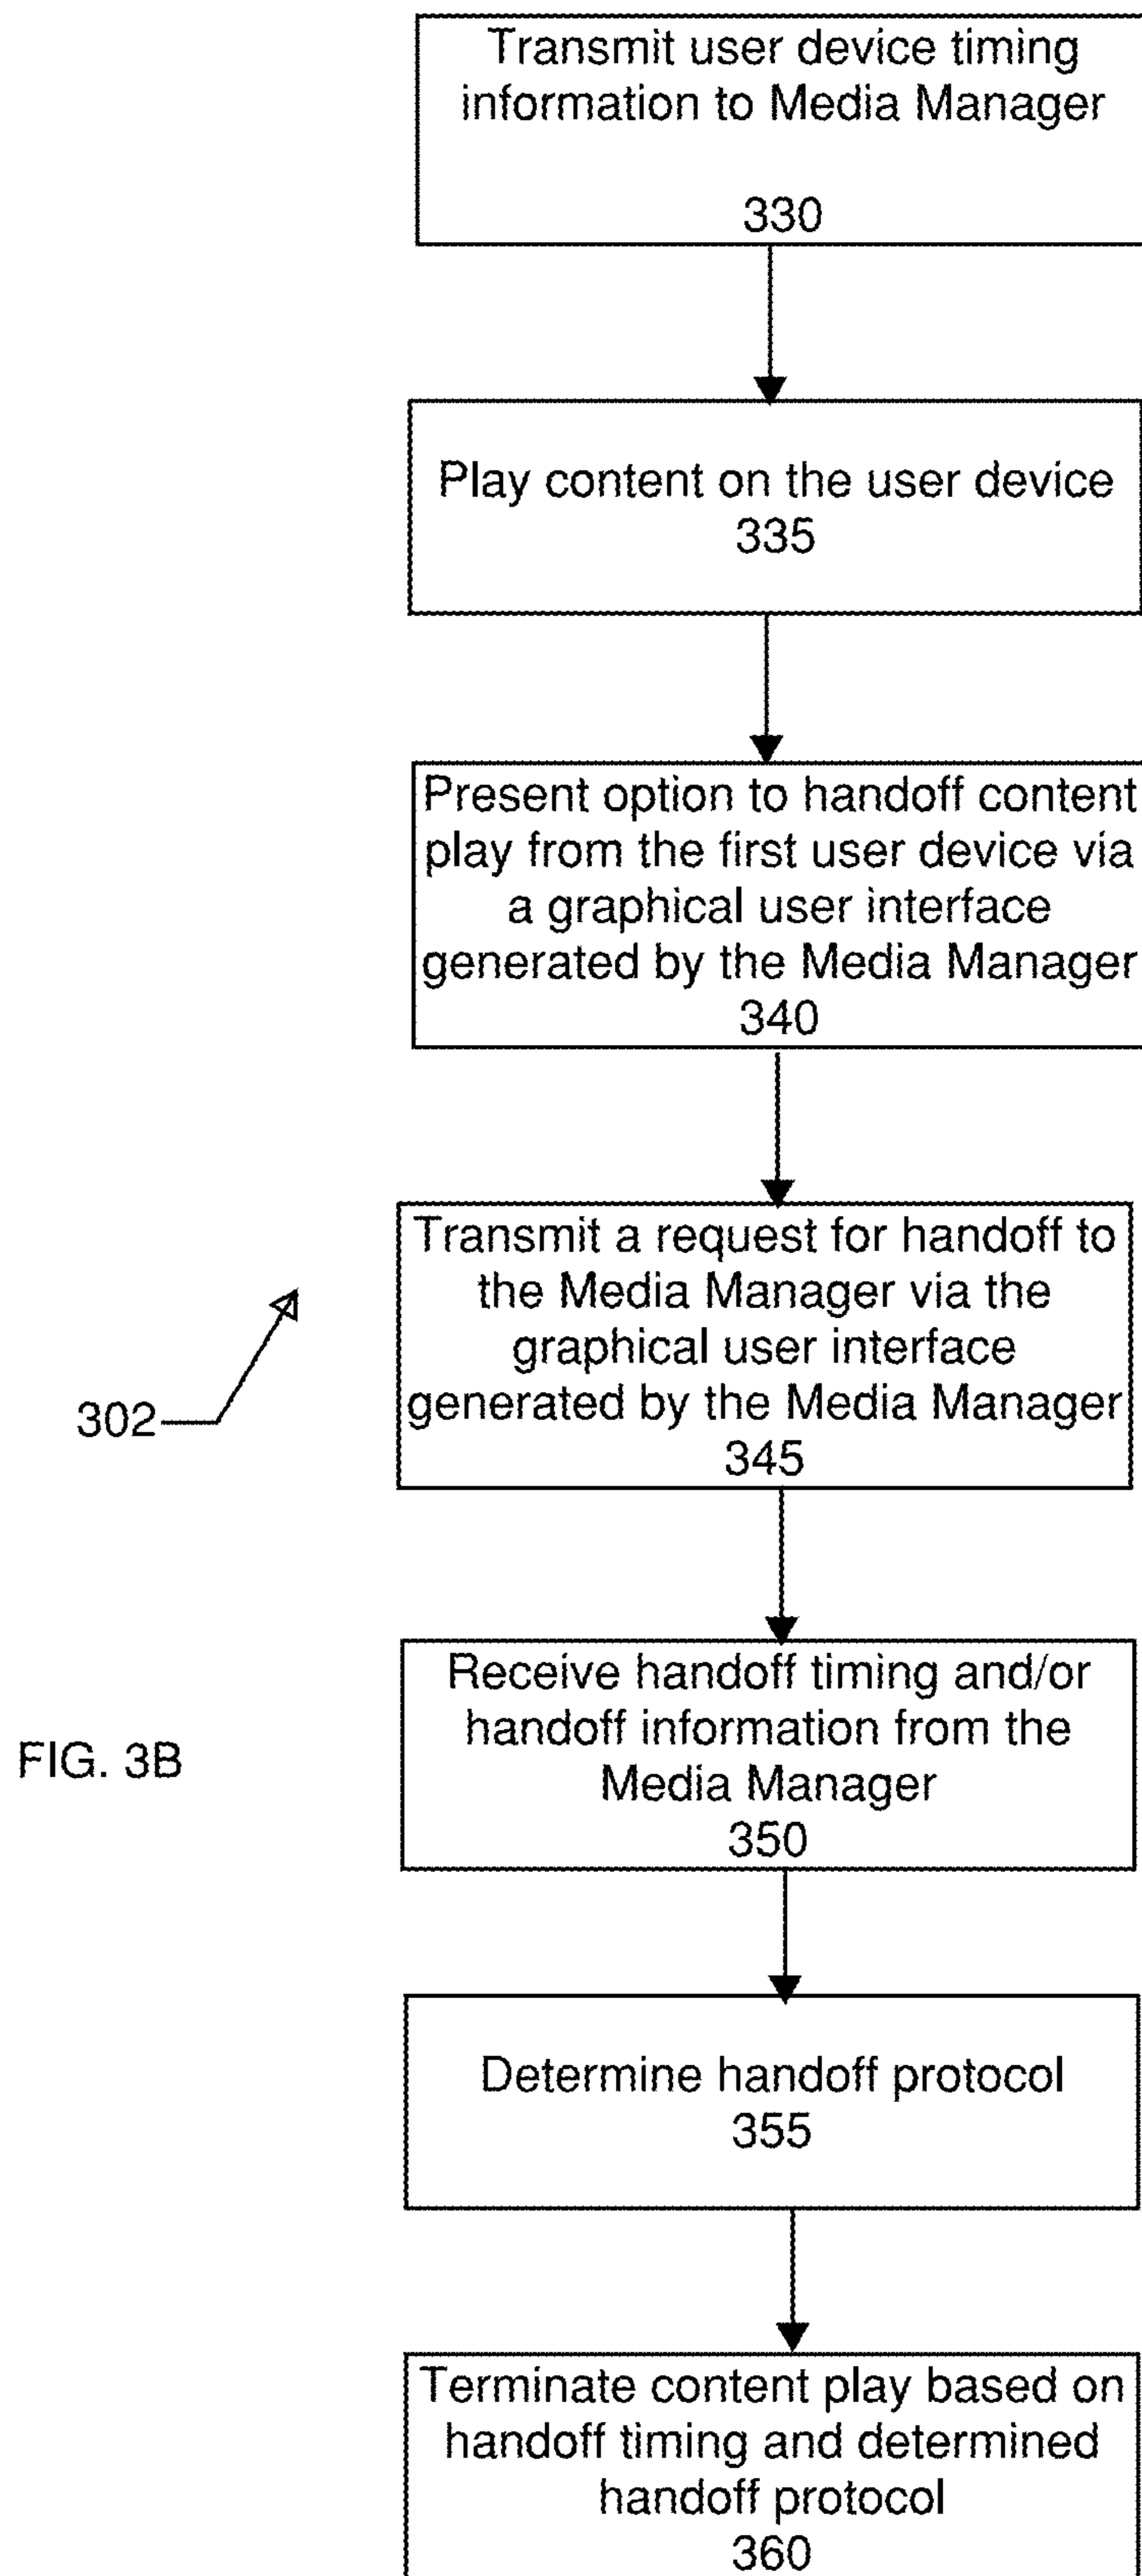 Transmit user device timing
information to Media Manager
330
Play content on the user device
335
Present option to handoff content
play from the first user device via
a graphical user interface
generated by the Media Manager
340
Transmit a request for handoff to
the Media Manager via the
graphical user interface
generated by the Media Manager
345
302
Receive handoff timing and/or
handoff information from the
Media Manager
350
FIG. 3B
Determine handoff protocol
355
Terminate content play based on
handoff timing and determined
handoff protocol
360